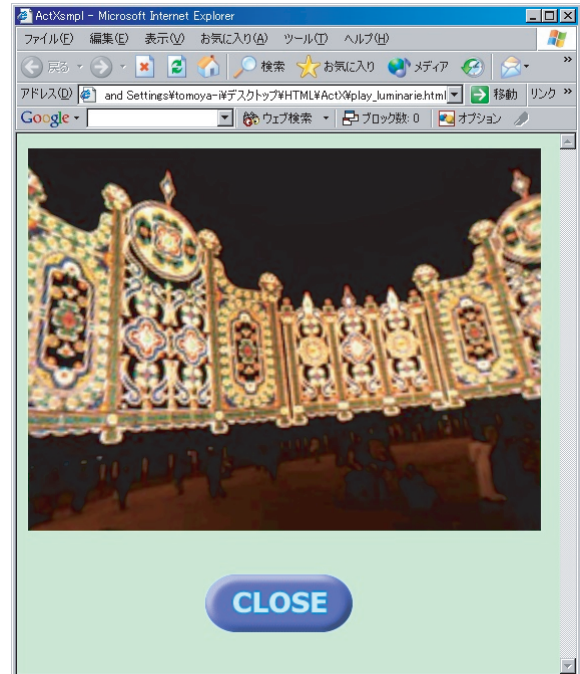 ActXsmpl - Microsoft Internet Explorer
ファイル(F) 編集(E) 表示(V) お気に入り(A) ツール(T) ヘルプ(H)
戻る 検索 お気に入り メディア »
アドレス(D) and Settings¥tomoya-i¥デスクトップ¥HTML¥ActX¥play_luminarie.html 移動 リンク »
Google ウェブ検索 ブロック数: 0 オプション
CLOSE